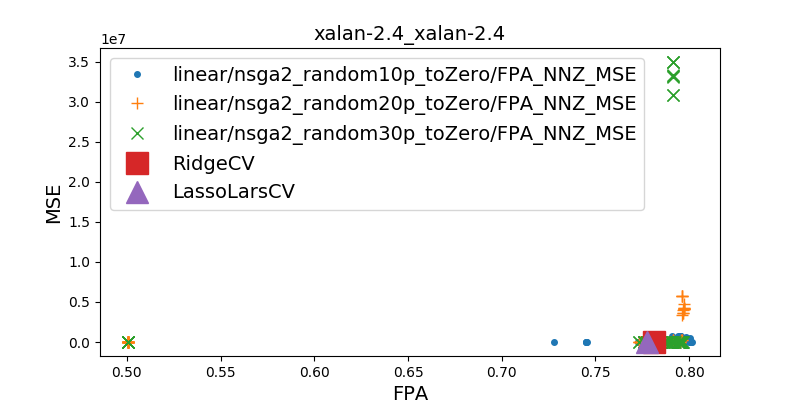 xalan-2.4_xalan-2.4
1e7
3.5
3.0
2.5
2.0
1.5
1.0
0.5
0.0
MSE
linear/nsga2_random10p_toZero/FPA_NNZ_MSE
linear/nsga2_random20p_toZero/FPA_NNZ_MSE
linear/nsga2_random30p_toZero/FPA_NNZ_MSE
RidgeCV
LassoLarsCV
0.50 0.55 0.60 0.65 0.70 0.75 0.80
FPA